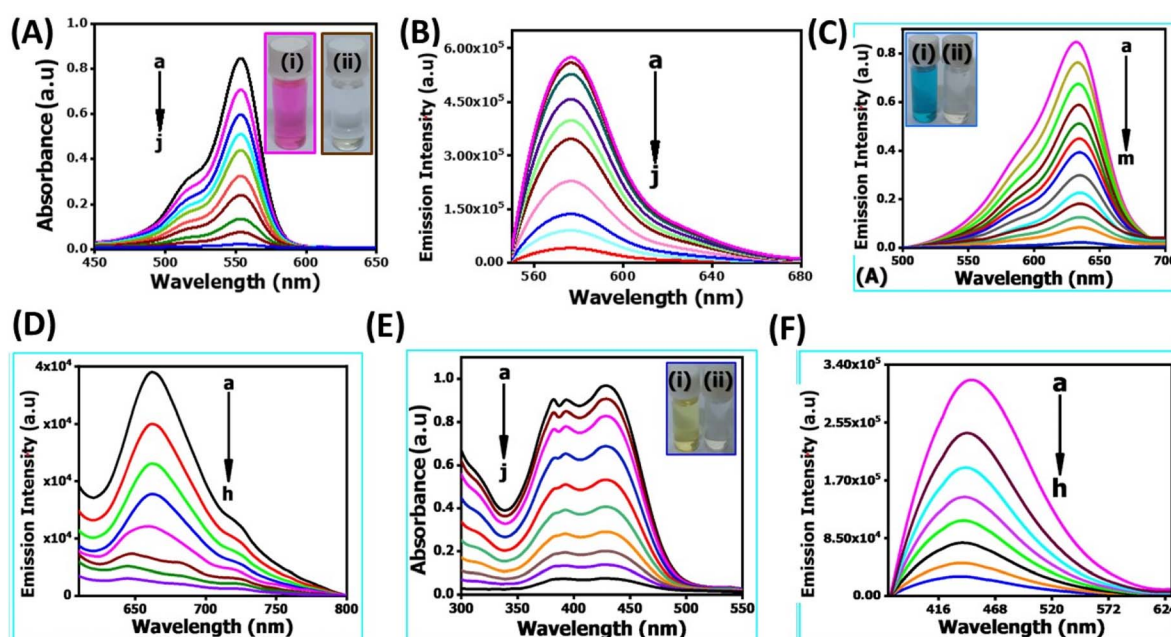 (A)
Absorbance (a.u)
1.0
0.8
0.6
0.4
0.2
0.0
a
j
(i) (ii)
450 500 550 600 650
Wavelength (nm)
(B)
Emission Intensity (a.u)
6.00x10⁵
4.50x10⁵
3.00x10⁵
1.50x10⁵
0.00
a
j
560 600 640 680
Wavelength (nm)
(C)
Emission Intensity (a.u)
0.8
0.6
0.4
0.2
0.0
(i) (ii)
a
m
500 550 600 650 700
(A) Wavelength (nm)
(D)
Emission Intensity (a.u)
4x10⁴
x10⁴
x10⁴
x10⁴
0
a
h
600 650 700 750 800
Wavelength (nm)
(E)
Absorbance (a.u)
1.0
0.8
0.6
0.4
0.2
0.0
a
j
(i) (ii)
300 350 400 450 500 550
Wavelength (nm)
(F)
Emission Intensity (a.u)
3.40x10⁵
2.55x10⁵
1.70x10⁵
8.50x10⁴
0.00
a
h
416 468 520 572 624
Wavelength (nm)